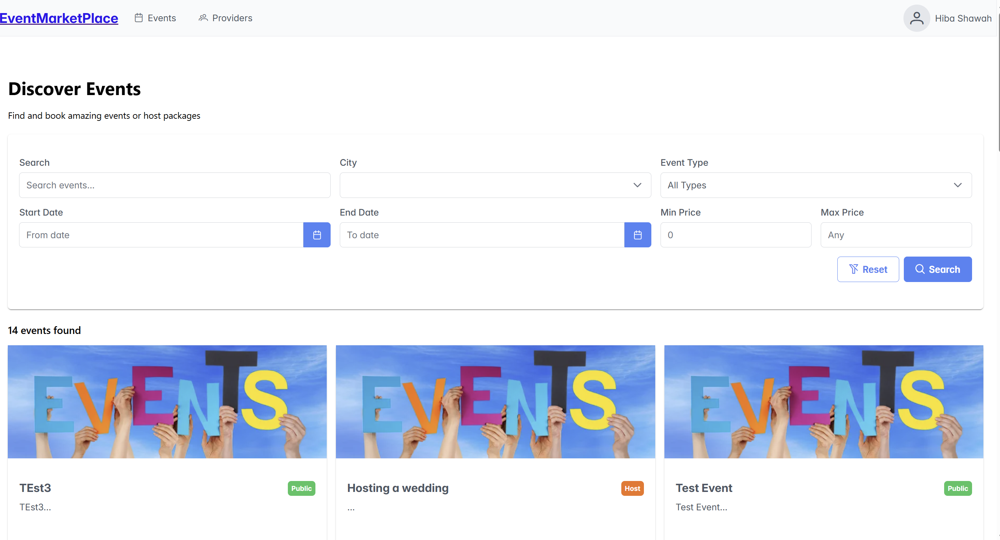 EventMarketPlace Events Providers Hiba Shawah
Discover Events
Find and book amazing events or host packages
Search City Event Type
Search events... All Types
Start Date End Date Min Price Max Price
From date To date 0 Any
Reset Search
14 events found
EVENTS EVENTS EVENTS
TEst3 Public Hosting a wedding Host Test Event Public
TEst3... ... Test Event...